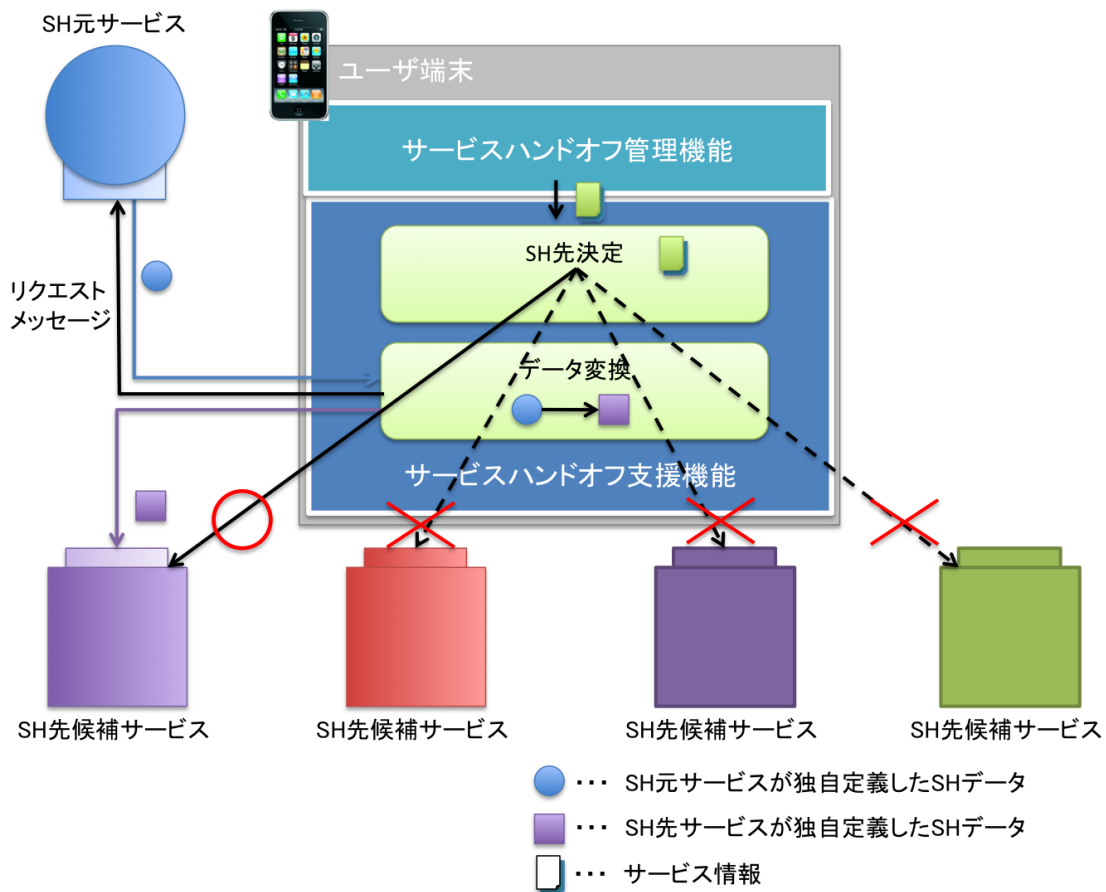 SH元サービス
ユーザ端末
サービスハンドオフ管理機能
SH先決定
リクエスト
メッセージ
データ変換
サービスハンドオフ支援機能
SH先候補サービス
SH先候補サービス
SH先候補サービス
SH先候補サービス
・・・ SH元サービスが独自定義したSHデータ
・・・ SH先サービスが独自定義したSHデータ
・・・ サービス情報